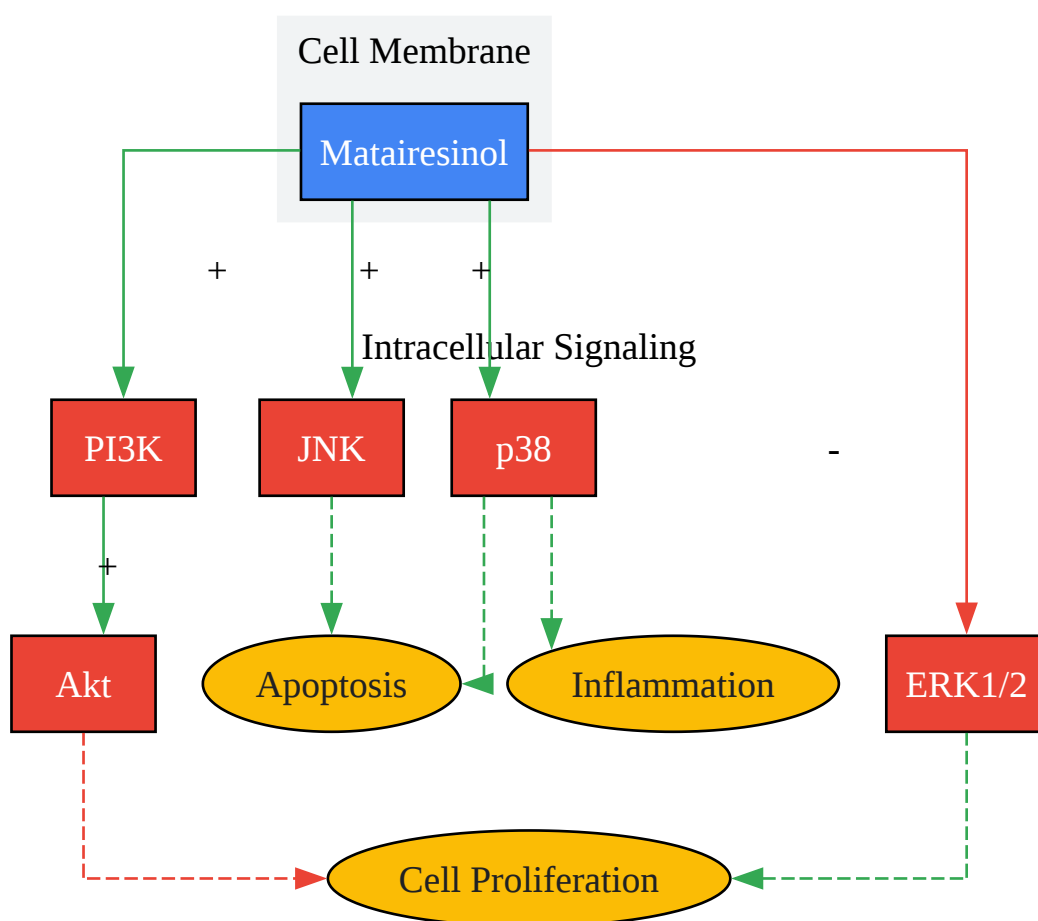 Cell Membrane
Matairesinol
+
+
+
Intracellular Signaling
PI3K
JNK
p38
-
+
Akt
Apoptosis
Inflammation
ERK1/2
Cell Proliferation